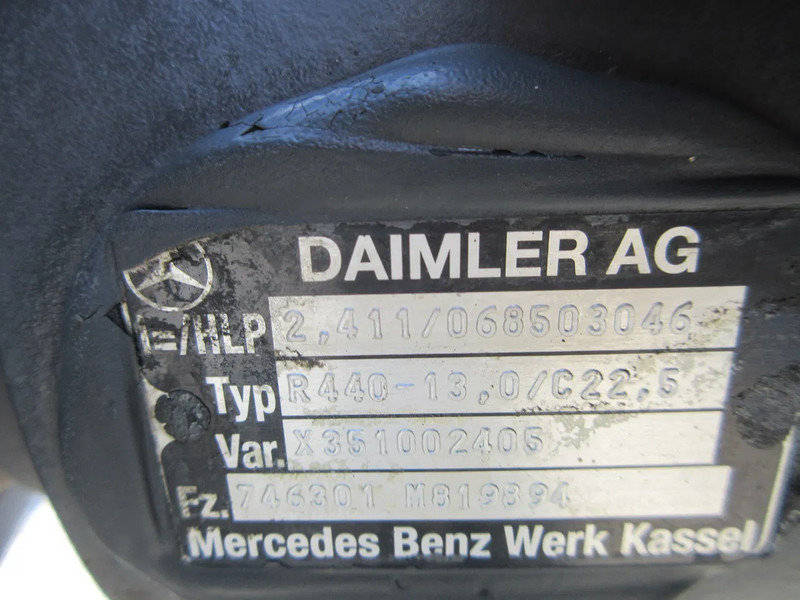 DAIMLER AG
i=/HLP 2,411/068503046
Typ R440-13,0/C22,5
Var. X351002405
Fz. 746301 M819894
Mercedes Benz Werk Kassel